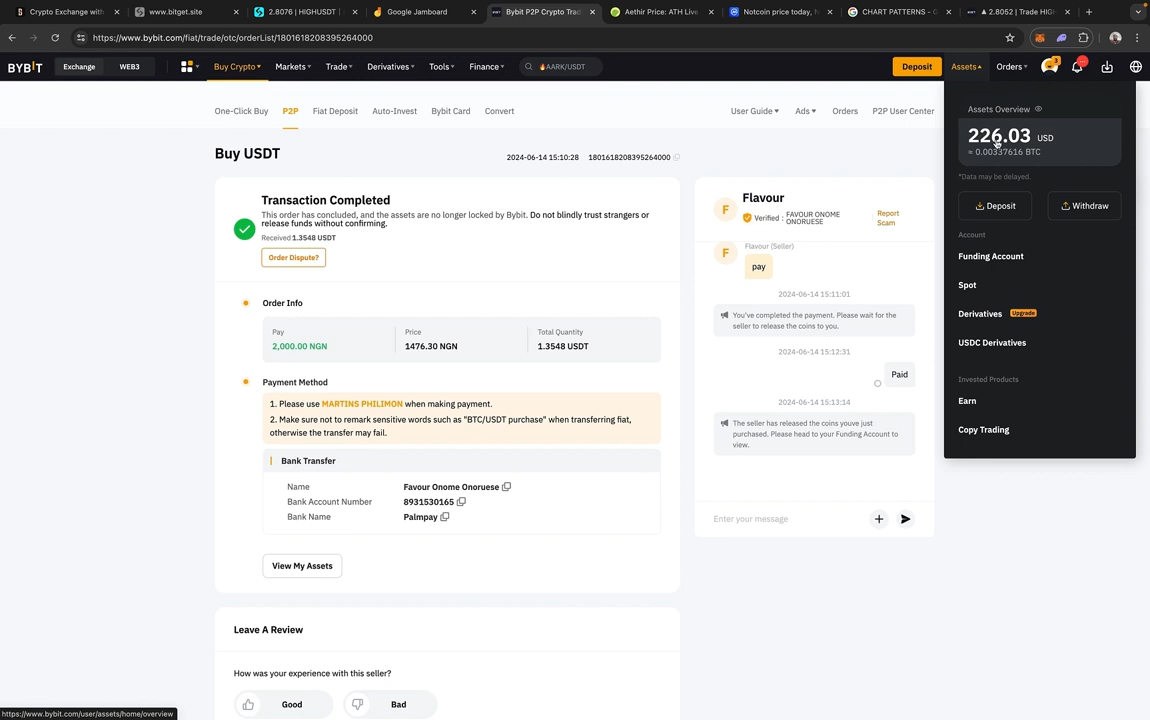 Crypto Exchange with
www.bitget.site
2.8076 | HIGHUSDT |
Google Jamboard
Bybit P2P Crypto Trad
Aethir Price: ATH Live
Notcoin price today, N
CHART PATTERNS - G
▲ 2.8052 | Trade HIGH
https://www.bybit.com/fiat/trade/otc/orderList/1801618208395264000
BYBIT
Exchange
WEB3
Buy Crypto
Markets
Trade
Derivatives
Tools
Finance
🔥AARK/USDT
Deposit
Assets
Orders
3
One-Click Buy
P2P
Fiat Deposit
Auto-Invest
Bybit Card
Convert
User Guide
Ads
Orders
P2P User Center
Buy USDT
2024-06-14 15:10:28
1801618208395264000
Transaction Completed
This order has concluded, and the assets are no longer locked by Bybit. Do not blindly trust strangers or
release funds without confirming.
Received 1.3548 USDT
Order Dispute?
Order Info
Pay
Price
Total Quantity
2,000.00 NGN
1476.30 NGN
1.3548 USDT
Payment Method
1. Please use MARTINS PHILIMON when making payment.
2. Make sure not to remark sensitive words such as "BTC/USDT purchase" when transferring fiat,
otherwise the transfer may fail.
Bank Transfer
Name
Favour Onome Onoruese
Bank Account Number
8931530165
Bank Name
Palmpay
View My Assets
Leave A Review
How was your experience with this seller?
Good
Bad
F
Flavour
Verified :
FAVOUR ONOME
ONORUESE
Report
Scam
Flavour (Seller)
F
pay
2024-06-14 15:11:01
You've completed the payment. Please wait for the
seller to release the coins to you.
2024-06-14 15:12:31
Paid
2024-06-14 15:13:14
The seller has released the coins youve just
purchased. Please head to your Funding Account to
view.
Enter your message
Assets Overview
226.03 USD
≈ 0.00337616 BTC
*Data may be delayed.
Deposit
Withdraw
Account
Funding Account
Spot
Derivatives
Upgrade
USDC Derivatives
Invested Products
Earn
Copy Trading
https://www.bybit.com/user/assets/home/overview